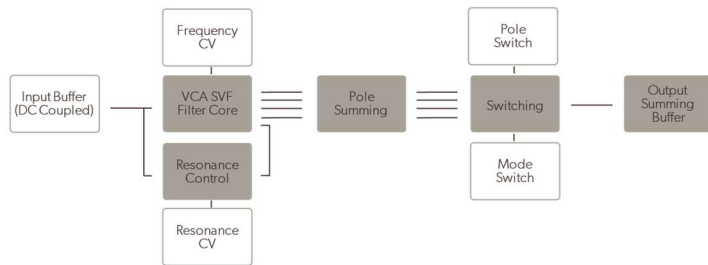 Frequency
CV
Pole
Switch
Input Buffer
(DC Coupled)
VCA SVF
Filter Core
Pole
Summing
Switching
Output
Summing
Buffer
Resonance
Control
Mode
Switch
Resonance
CV